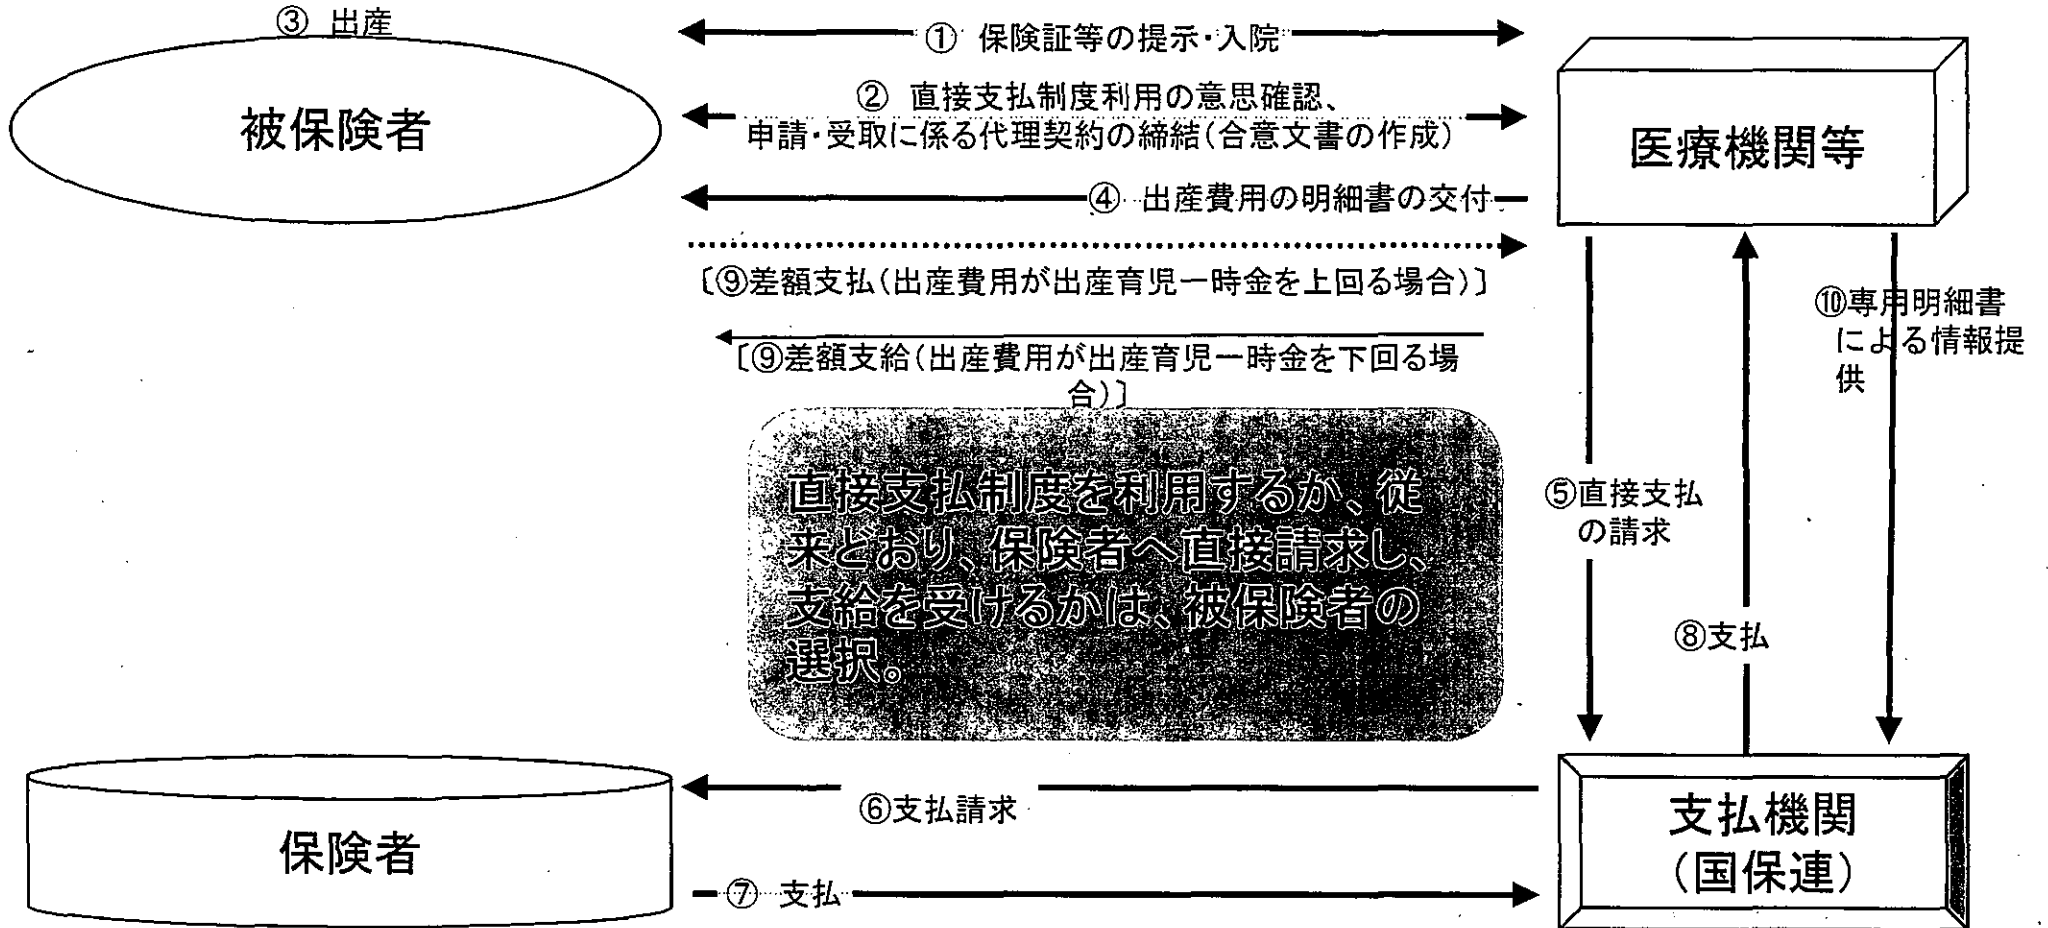 ③ 出産
被保険者
① 保険証等の提示・入院
② 直接支払制度利用の意思確認、
申請・受取に係る代理契約の締結(合意文書の作成)
④ 出産費用の明細書の交付
〔⑨差額支払(出産費用が出産育児一時金を上回る場合)〕
〔⑨差額支給(出産費用が出産育児一時金を下回る場
合)〕
医療機関等
⑩専用明細書
による情報提
供
直接支払制度を利用するか、従
来どおり、保険者へ直接請求し、
支給を受けるかは、被保険者の
選択。
⑤直接支払
の請求
⑧支払
保険者
⑥支払請求
⑦ 支払
支払機関
(国保連)